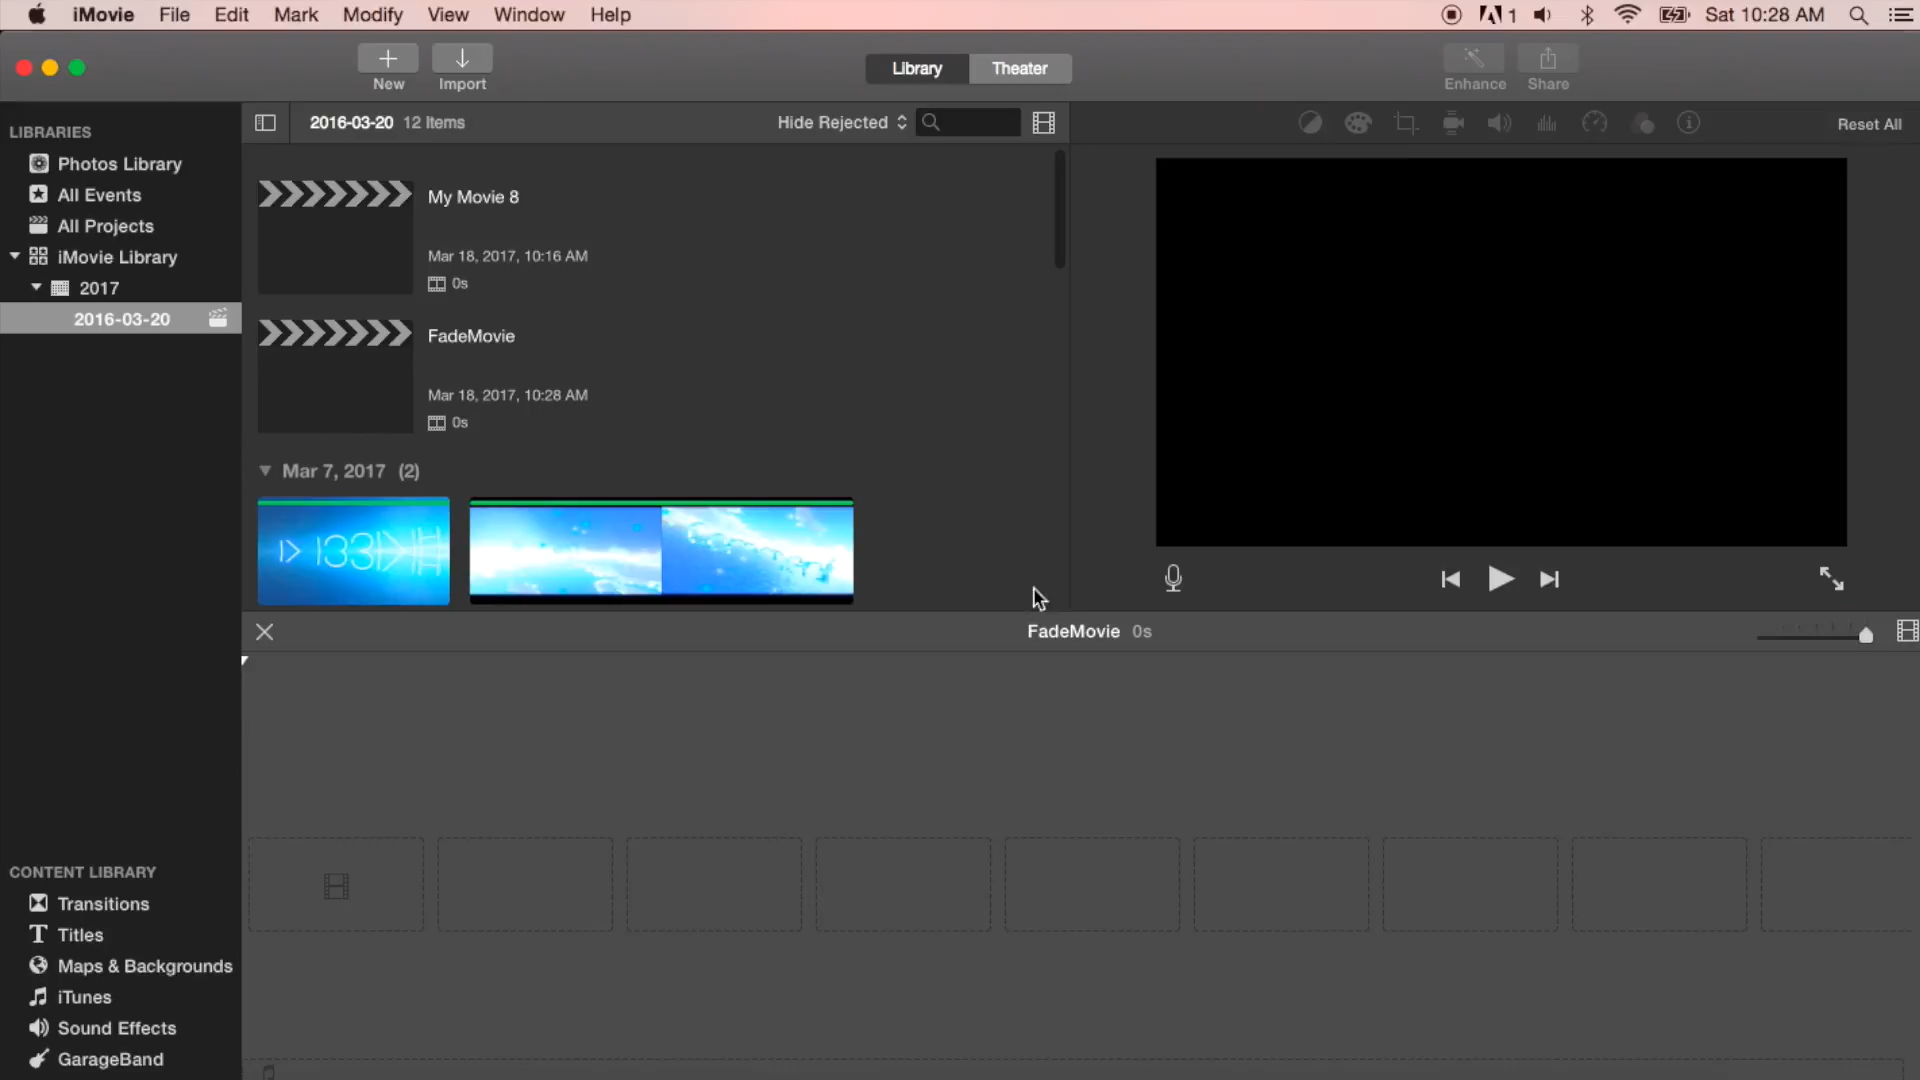 iMovie File Edit Mark Modify View Window Help 1 Sat 10:28 AM
New Import Library Theater Enhance Share
LIBRARIES
Photos Library
All Events
All Projects
iMovie Library
2017
2016-03-20
2016-03-20 12 Items Hide Rejected
Reset All
My Movie 8
Mar 18, 2017, 10:16 AM
0s
FadeMovie
Mar 18, 2017, 10:28 AM
0s
Mar 7, 2017 (2)
FadeMovie 0s
CONTENT LIBRARY
Transitions
Titles
Maps & Backgrounds
iTunes
Sound Effects
GarageBand